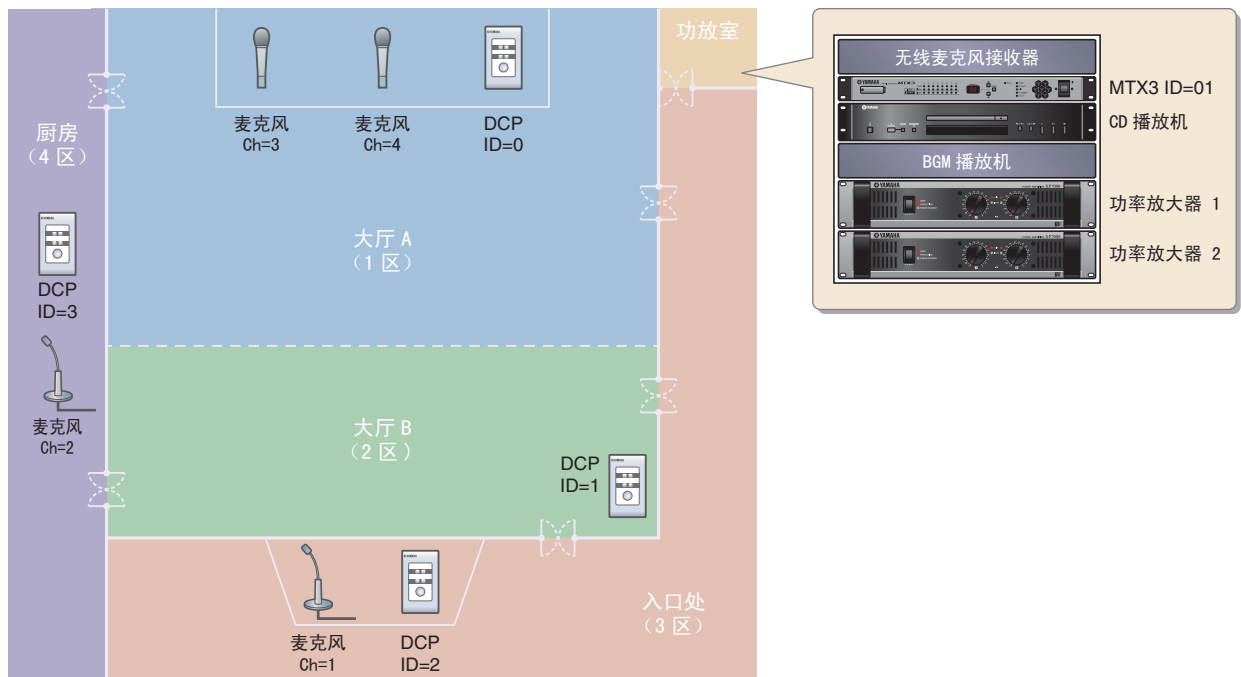 功放室
无线麦克风接收器
YAMAHA MTX3
MTX3 ID=01
CD 播放机
BGM 播放机
YAMAHA
功率放大器 1
YAMAHA
功率放大器 2
麦克风
Ch=3
麦克风
Ch=4
DCP
ID=0
厨房
（4 区）
大厅 A
（1 区）
DCP
ID=3
麦克风
Ch=2
大厅 B
（2 区）
DCP
ID=1
入口处
（3 区）
麦克风
Ch=1
DCP
ID=2